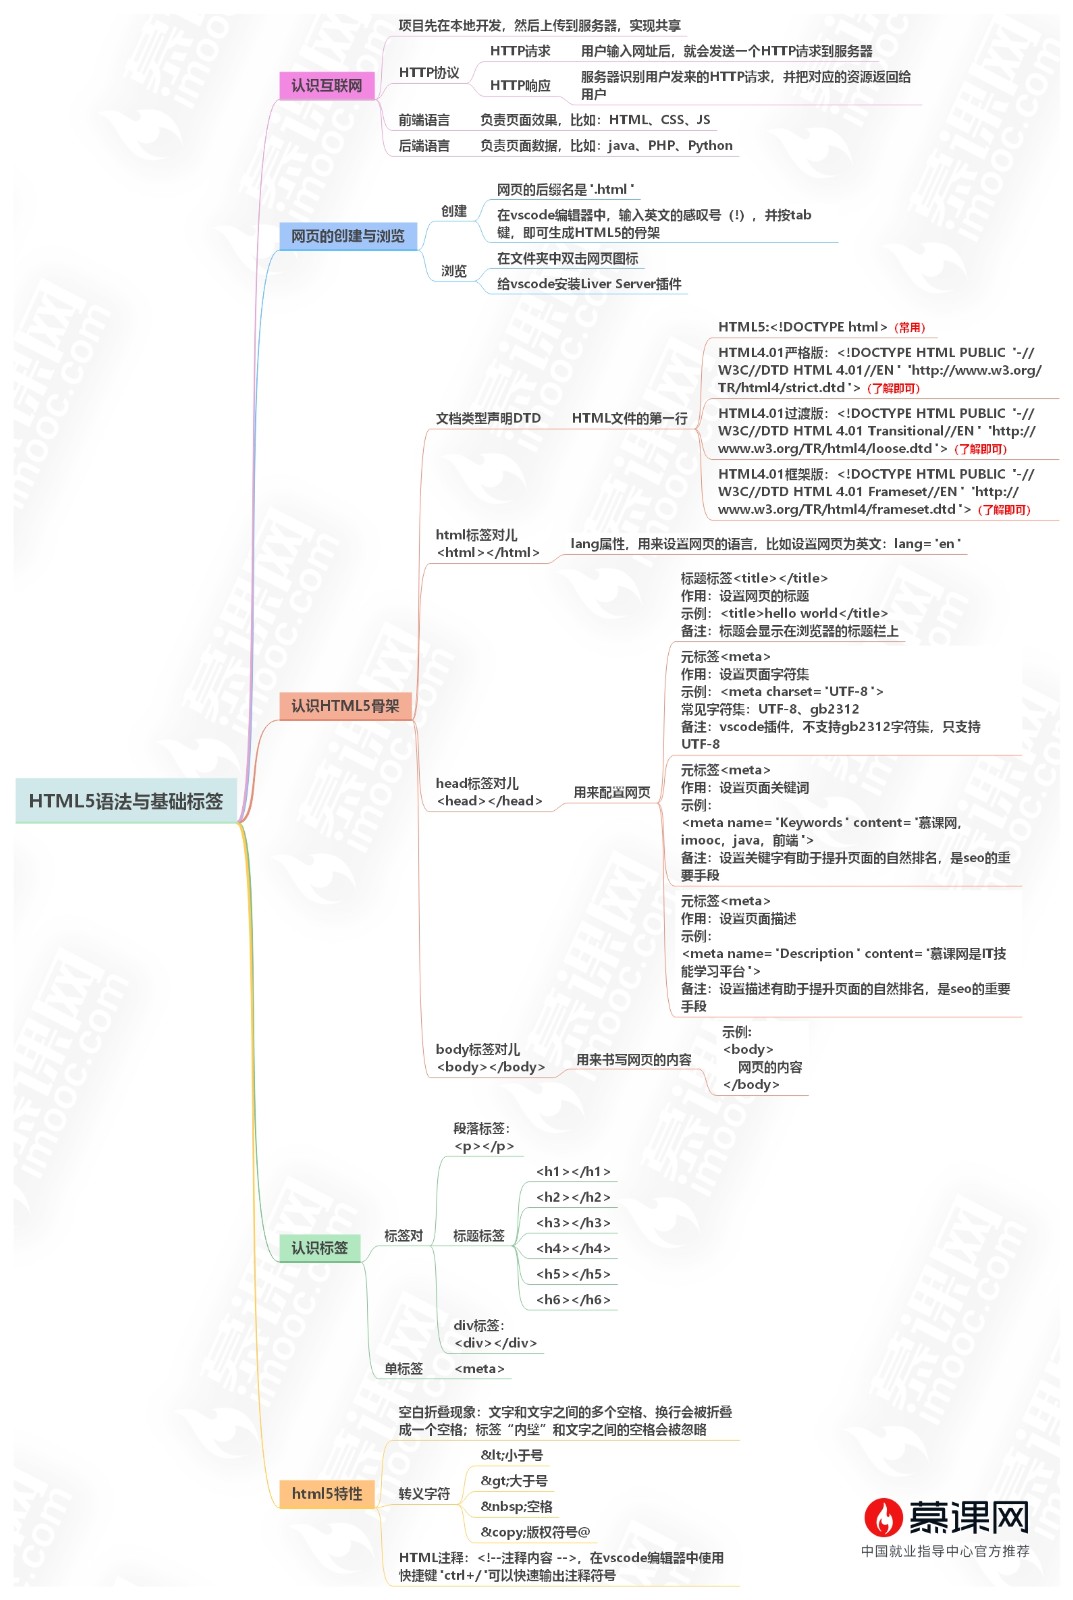 项目先在本地开发，然后上传到服务器，实现共享
HTTP请求
用户输入网址后，就会发送一个HTTP请求到服务器
HTTP协议
认识互联网
HTTP响应
服务器识别用户发来的HTTP请求，并把对应的资源返回给
用户
前端语言
负责页面效果，比如：HTML、CSS、JS
后端语言
负责页面数据，比如：java、PHP、Python
网页的后缀名是 ".html "
创建
在vscode编辑器中，输入英文的感叹号（!），并按tab
键，即可生成HTML5的骨架
网页的创建与浏览
在文件夹中双击网页图标
浏览
给vscode安装Liver Server插件
HTML5:<!DOCTYPE html>（常用）
HTML4.01严格版：<!DOCTYPE HTML PUBLIC "-//
W3C//DTD HTML 4.01//EN " "http://www.w3.org/
TR/html4/strict.dtd ">（了解即可）
文档类型声明DTD
HTML文件的第一行
HTML4.01过渡版：<!DOCTYPE HTML PUBLIC "-//
W3C//DTD HTML 4.01 Transitional//EN " "http://
www.w3.org/TR/html4/loose.dtd ">（了解即可）
HTML4.01框架版：<!DOCTYPE HTML PUBLIC "-//
W3C//DTD HTML 4.01 Frameset//EN " "http://
www.w3.org/TR/html4/frameset.dtd ">（了解即可）
html标签对儿
<html></html>
lang属性，用来设置网页的语言，比如设置网页为英文：lang= "en "
标题标签<title></title>
作用：设置网页的标题
示例：<title>hello world</title>
备注：标题会显示在浏览器的标题栏上
元标签<meta>
作用：设置页面字符集
示例：<meta charset= "UTF-8 ">
常见字符集：UTF-8、gb2312
备注：vscode插件，不支持gb2312字符集，只支持
UTF-8
认识HTML5骨架
head标签对儿
<head></head>
用来配置网页
元标签<meta>
作用：设置页面关键词
示例：
<meta name= "Keywords " content= "慕课网，
imooc，java，前端 ">
备注：设置关键字有助于提升页面的自然排名，是seo的重
要手段
HTML5语法与基础标签
元标签<meta>
作用：设置页面描述
示例：
<meta name= "Description " content= "慕课网是IT技
能学习平台 ">
备注：设置描述有助于提升页面的自然排名，是seo的重要
手段
body标签对儿
<body></body>
用来书写网页的内容
示例：
<body>
网页的内容
</body>
段落标签：
<p></p>
<h1></h1>
<h2></h2>
<h3></h3>
认识标签
标签对
标题标签
<h4></h4>
<h5></h5>
<h6></h6>
div标签：
<div></div>
单标签
<meta>
空白折叠现象：文字和文字之间的多个空格、换行会被折叠
成一个空格；标签“内壁”和文字之间的空格会被忽略
&lt;小于号
html5特性
转义字符
&gt;大于号
&nbsp;空格
&copy;版权符号@
HTML注释：<!--注释内容 -->，在vscode编辑器中使用
快捷键 "ctrl+/ "可以快速输出注释符号
慕课网
中国就业指导中心官方推荐